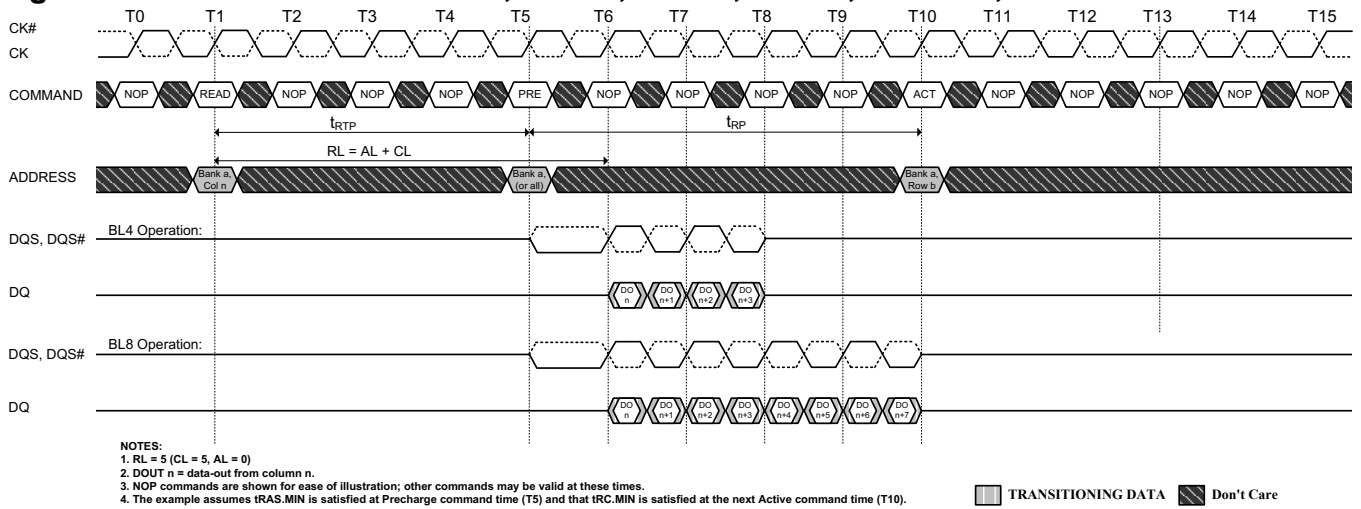 T0 T1 T2 T3 T4 T5 T6 T7 T8 T9 T10 T11 T12 T13 T14 T15
CK#
CK
COMMAND NOP READ NOP NOP NOP PRE NOP NOP NOP NOP ACT NOP NOP NOP NOP NOP
tRTP tRP
RL = AL + CL
ADDRESS
Bank a, Bank a, Bank a,
Col n (or all) Row b
DQS, DQS# BL4 Operation:
DQ
DO DO DO DO
n n+1 n+2 n+3
DQS, DQS# BL8 Operation:
DQ
DO DO DO DO DO DO DO DO
n n+1 n+2 n+3 n+4 n+5 n+6 n+7
NOTES:
1. RL = 5 (CL = 5, AL = 0)
2. DOUT n = data-out from column n.
3. NOP commands are shown for ease of illustration; other commands may be valid at these times.
4. The example assumes tRAS.MIN is satisfied at Precharge command time (T5) and that tRC.MIN is satisfied at the next Active command time (T10).
TRANSITIONING DATA Don't Care